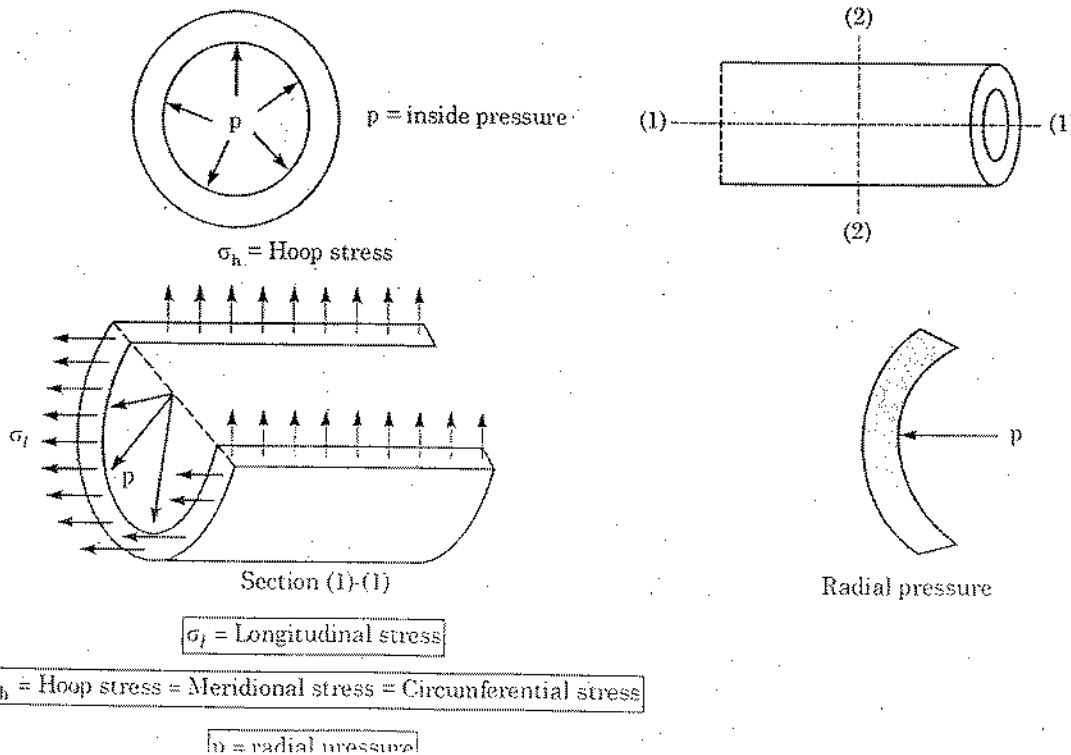 (2)
p
p = inside pressure
(1)
(1)
(2)
σh = Hoop stress
σl
p
p
Section (1)-(1)
Radial pressure
σl = Longitudinal stress
h = Hoop stress = Meridional stress = Circumferential stress
p = radial pressure